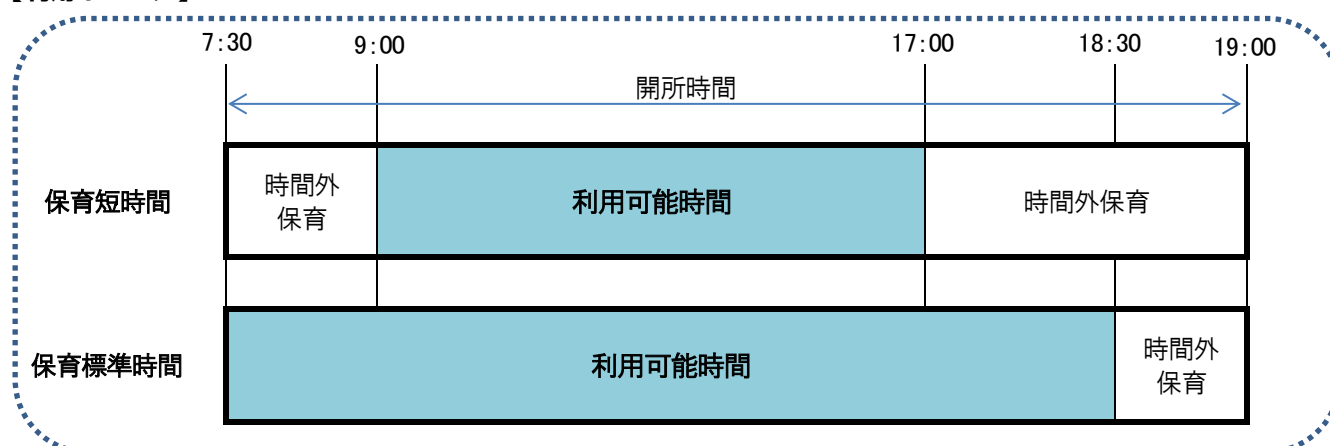 7:30 9:00 17:00 18:30 19:00
開所時間
保育短時間
時間外
保育
利用可能時間
時間外保育
保育標準時間
利用可能時間
時間外
保育